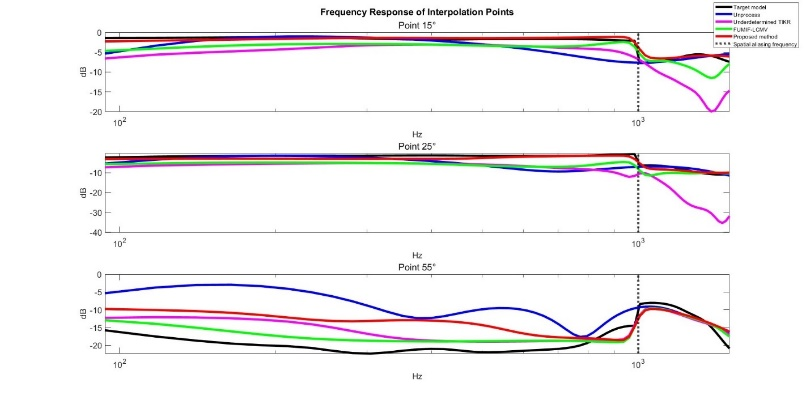 Frequency Response of Interpolation Points
Target model
Unprocess
Underdetermined TIKR
FUMF-LCMV
Proposed method
Spatial aliasing frequency
Point 15°
0
-5
-10
-15
-20
dB
10²
10³
Hz
Point 25°
-10
-20
-30
-40
dB
10²
10³
Hz
Point 55°
0
-5
-10
-15
-20
dB
10²
10³
Hz